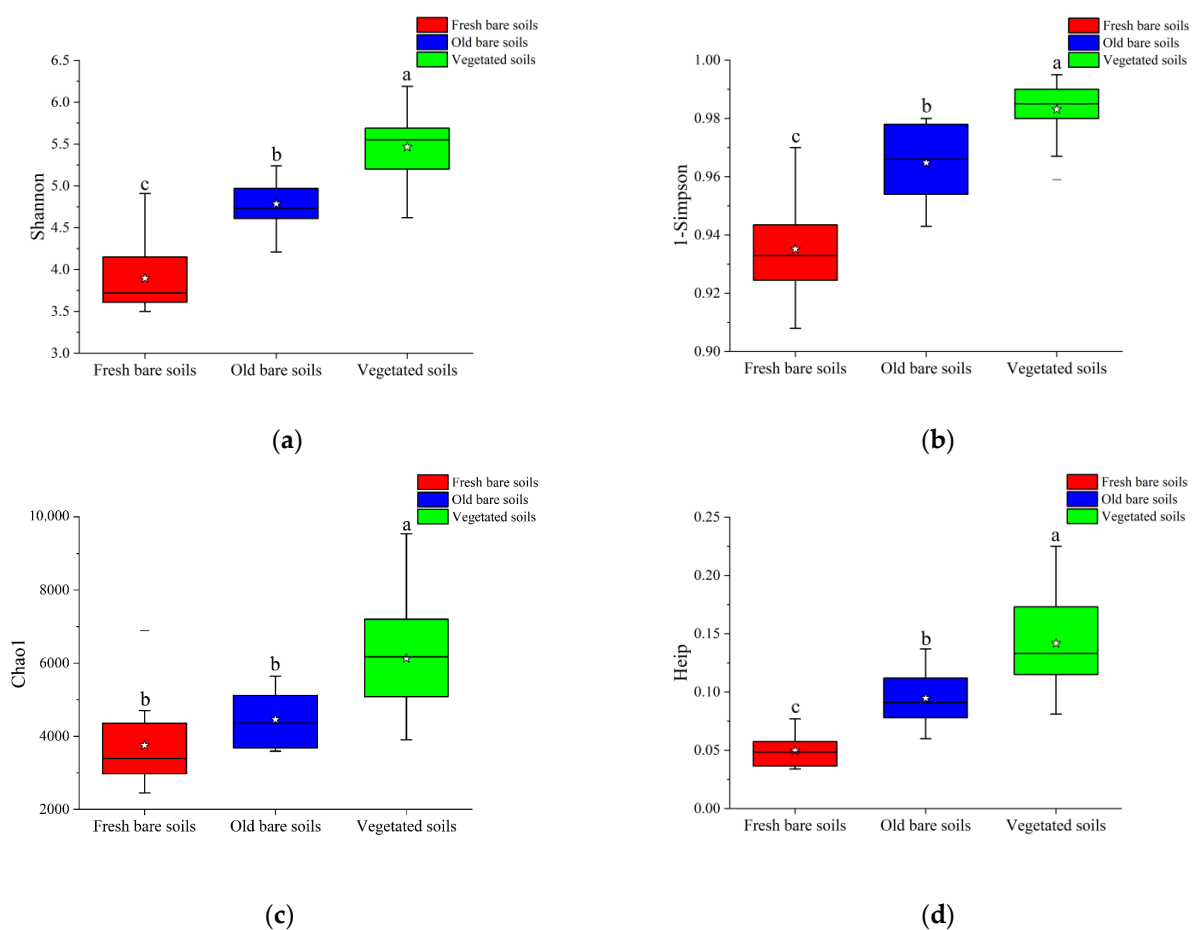 Fresh bare soils
Old bare soils
Vegetated soils
6.5
6.0
5.5
5.0
4.5
4.0
3.5
3.0
Shannon
c
b
a
Fresh bare soils Old bare soils Vegetated soils
(a)
Fresh bare soils
Old bare soils
Vegetated soils
1.00
0.98
0.96
0.94
0.92
0.90
1-Simpson
c
b
a
Fresh bare soils Old bare soils Vegetated soils
(b)
Fresh bare soils
Old bare soils
Vegetated soils
10,000
8000
6000
4000
2000
Chao1
b
b
a
Fresh bare soils Old bare soils Vegetated soils
(c)
Fresh bare soils
Old bare soils
Vegetated soils
0.25
0.20
0.15
0.10
0.05
0.00
Heip
c
b
a
Fresh bare soils Old bare soils Vegetated soils
(d)